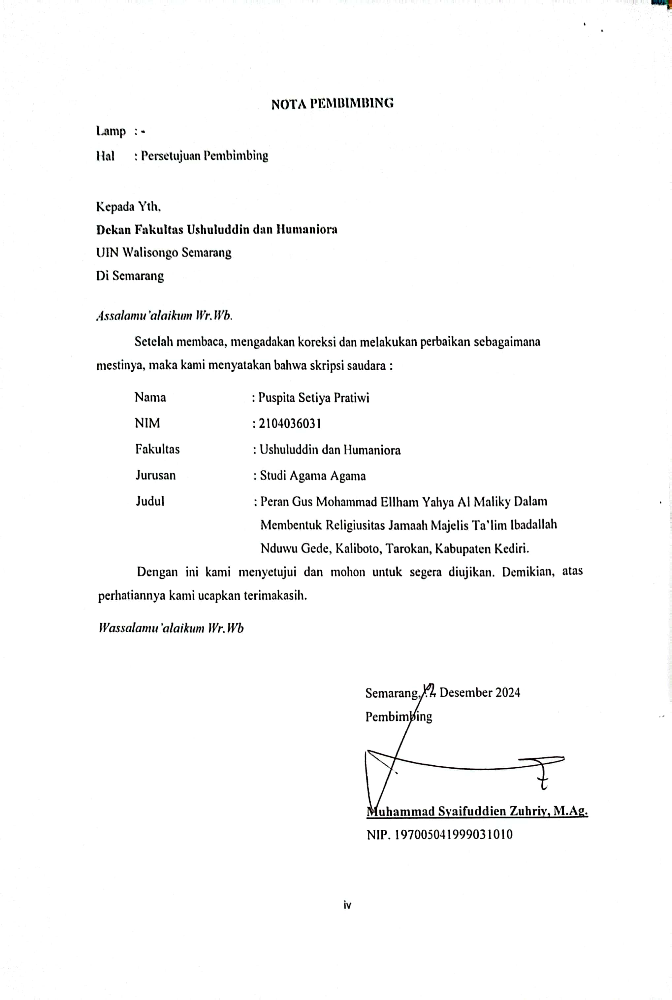 NOTA PEMBIMBING
Lamp : -
Hal : Persetujuan Pembimbing
Kepada Yth.
Dekan Fakultas Ushuluddin dan Humaniora
UIN Walisongo Semarang
Di Semarang
Assalamu'alaikum Wr.Wb.
Setelah membaca, mengadakan koreksi dan melakukan perbaikan sebagaimana
mestinya, maka kami menyatakan bahwa skripsi saudara :
Nama : Puspita Setiya Pratiwi
NIM : 2104036031
Fakultas : Ushuluddin dan Humaniora
Jurusan : Studi Agama Agama
Judul : Peran Gus Mohammad Ellham Yahya Al Maliky Dalam
Membentuk Religiusitas Jamaah Majelis Ta'lim Ibadallah
Nduwu Gede, Kaliboto, Tarokan, Kabupaten Kediri.
Dengan ini kami menyetujui dan mohon untuk segera diujikan. Demikian, atas
perhatiannya kami ucapkan terimakasih.
Wassalamu'alaikum Wr.Wb
Semarang, Desember 2024
Pembimbing
Muhammad Syaifuddien Zuhriy, M.Ag.
NIP. 197005041999031010
iv